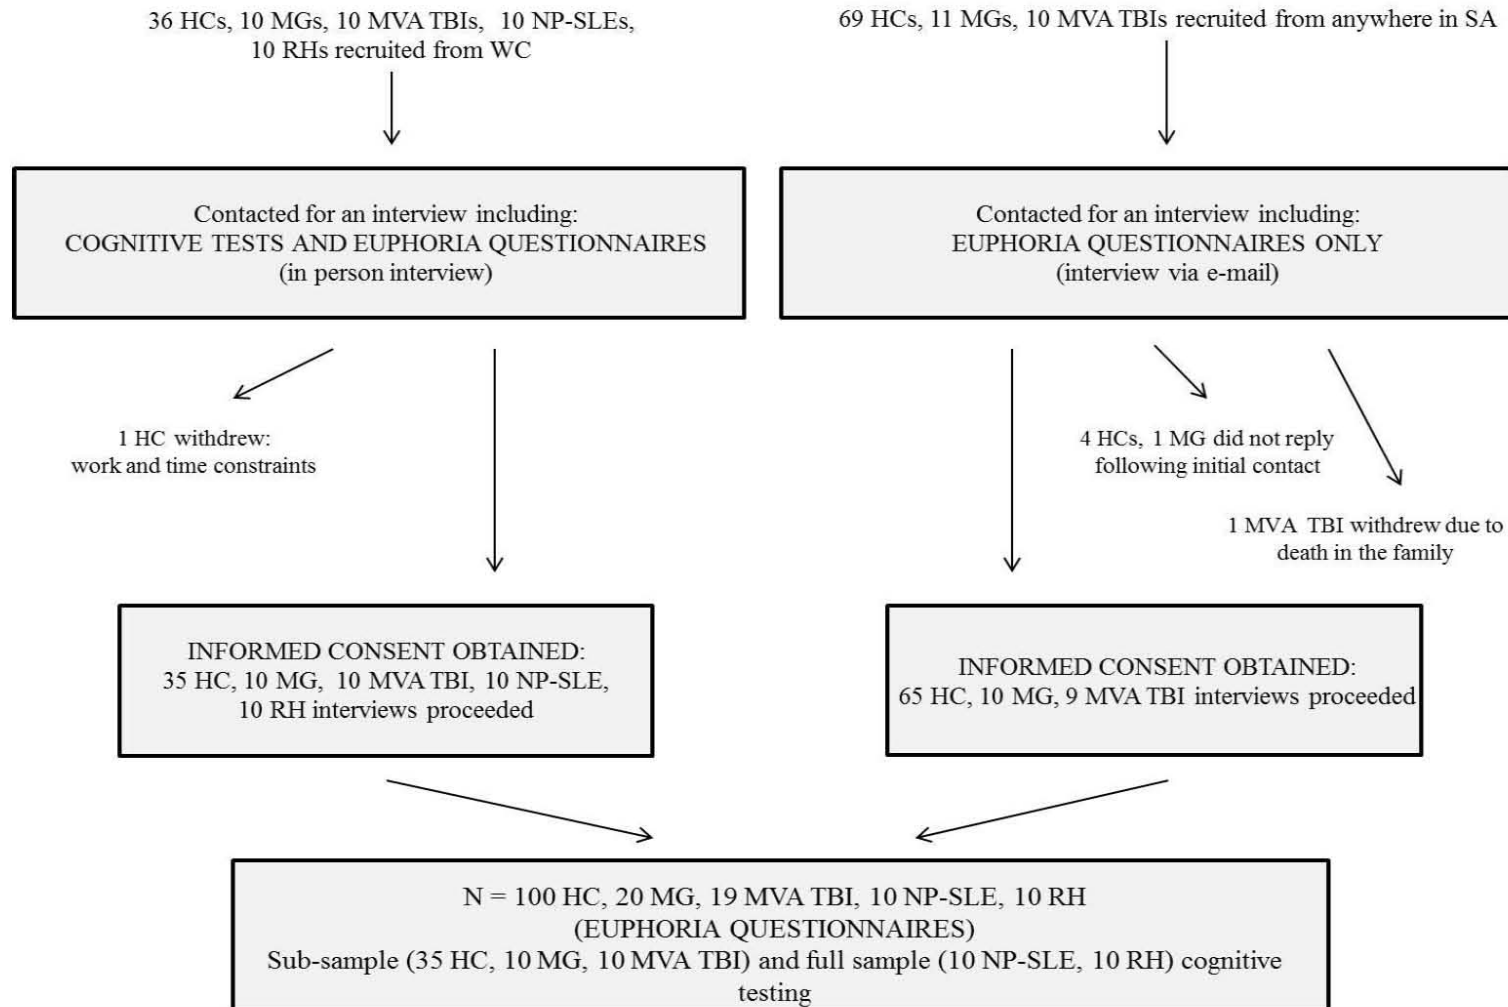 36 HCs, 10 MGs, 10 MVA TBIs, 10 NP-SLEs,
10 RHs recruited from WC
69 HCs, 11 MGs, 10 MVA TBIs recruited from anywhere in SA
Contacted for an interview including:
COGNITIVE TESTS AND EUPHORIA QUESTIONNAIRES
(in person interview)
Contacted for an interview including:
EUPHORIA QUESTIONNAIRES ONLY
(interview via e-mail)
1 HC withdrew:
work and time constraints
4 HCs, 1 MG did not reply
following initial contact
1 MVA TBI withdrew due to
death in the family
INFORMED CONSENT OBTAINED:
35 HC, 10 MG, 10 MVA TBI, 10 NP-SLE,
10 RH interviews proceeded
INFORMED CONSENT OBTAINED:
65 HC, 10 MG, 9 MVA TBI interviews proceeded
N = 100 HC, 20 MG, 19 MVA TBI, 10 NP-SLE, 10 RH
(EUPHORIA QUESTIONNAIRES)
Sub-sample (35 HC, 10 MG, 10 MVA TBI) and full sample (10 NP-SLE, 10 RH) cognitive
testing